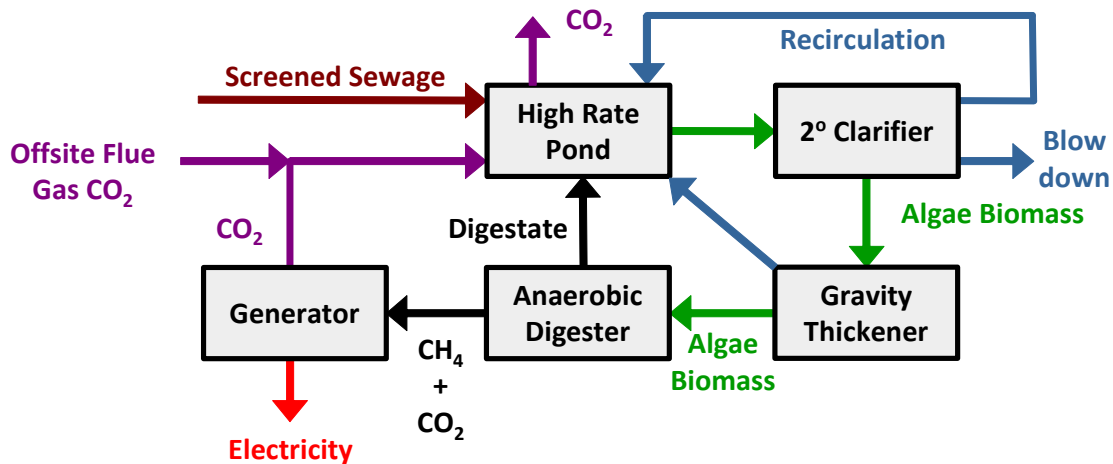 CO₂
Recirculation
Screened Sewage
High Rate
Pond
2º Clarifier
Offsite Flue
Gas CO₂
Blow
down
CO₂
Digestate
Algae Biomass
Generator
Anaerobic
Digester
Gravity
Thickener
CH₄
+
CO₂
Algae
Biomass
Electricity